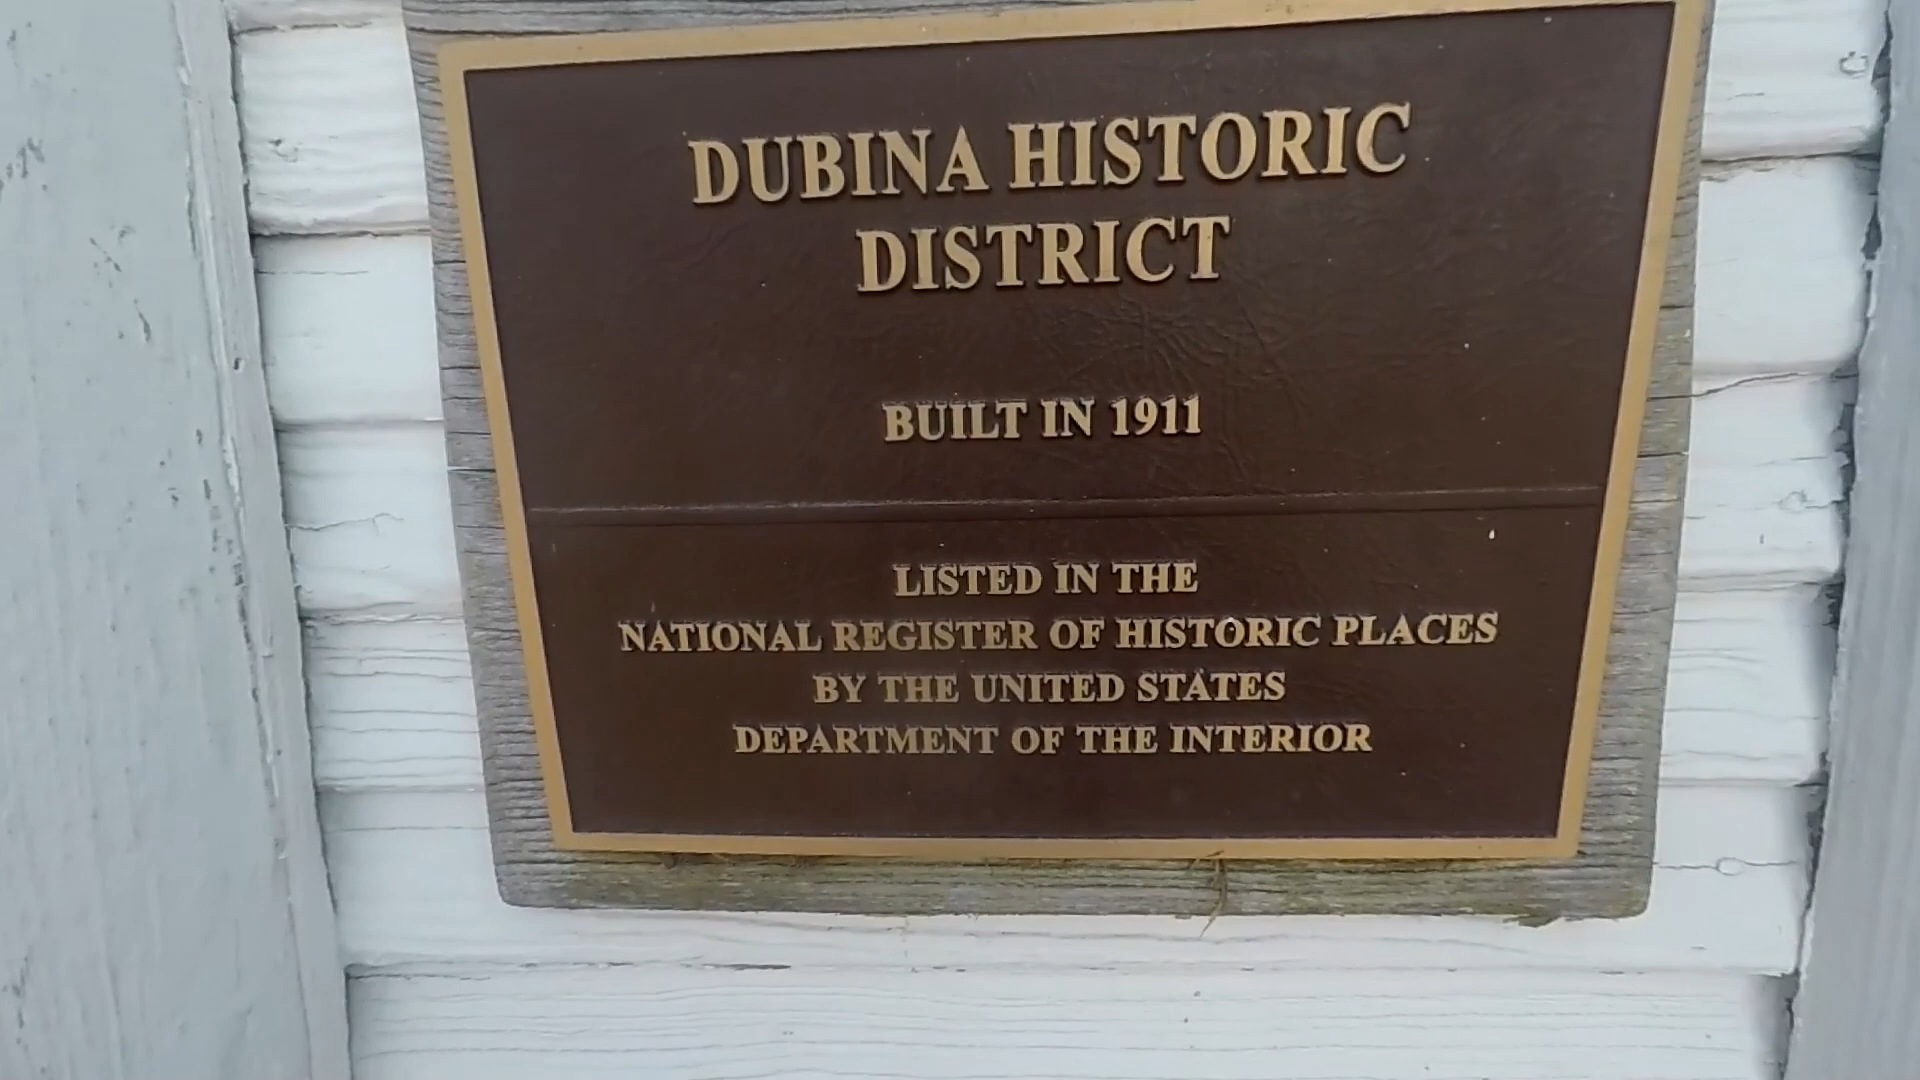 DUBINA HISTORIC
DISTRICT
BUILT IN 1911
LISTED IN THE
NATIONAL REGISTER OF HISTORIC PLACES
BY THE UNITED STATES
DEPARTMENT OF THE INTERIOR